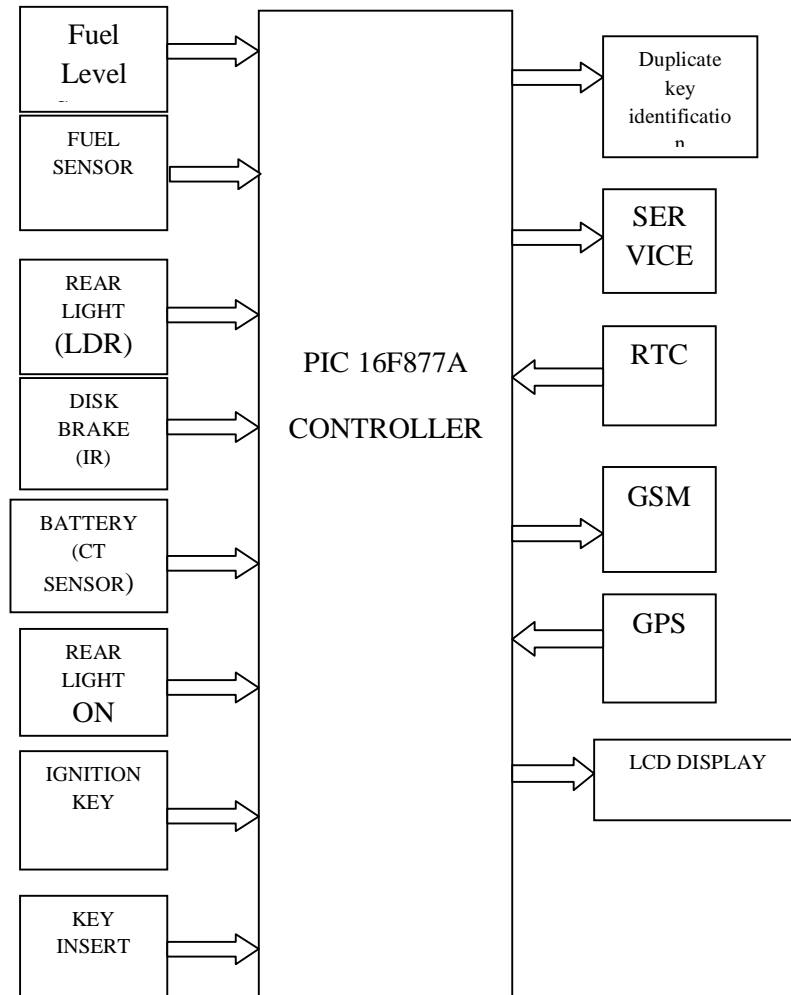 Fuel
Level
FUEL
SENSOR
REAR
LIGHT
(LDR)
DISK
BRAKE
(IR)
BATTERY
(CT
SENSOR)
REAR
LIGHT
ON
IGNITION
KEY
KEY
INSERT
PIC 16F877A
CONTROLLER
Duplicate
key
identificatio
n
SER
VICE
RTC
GSM
GPS
LCD DISPLAY